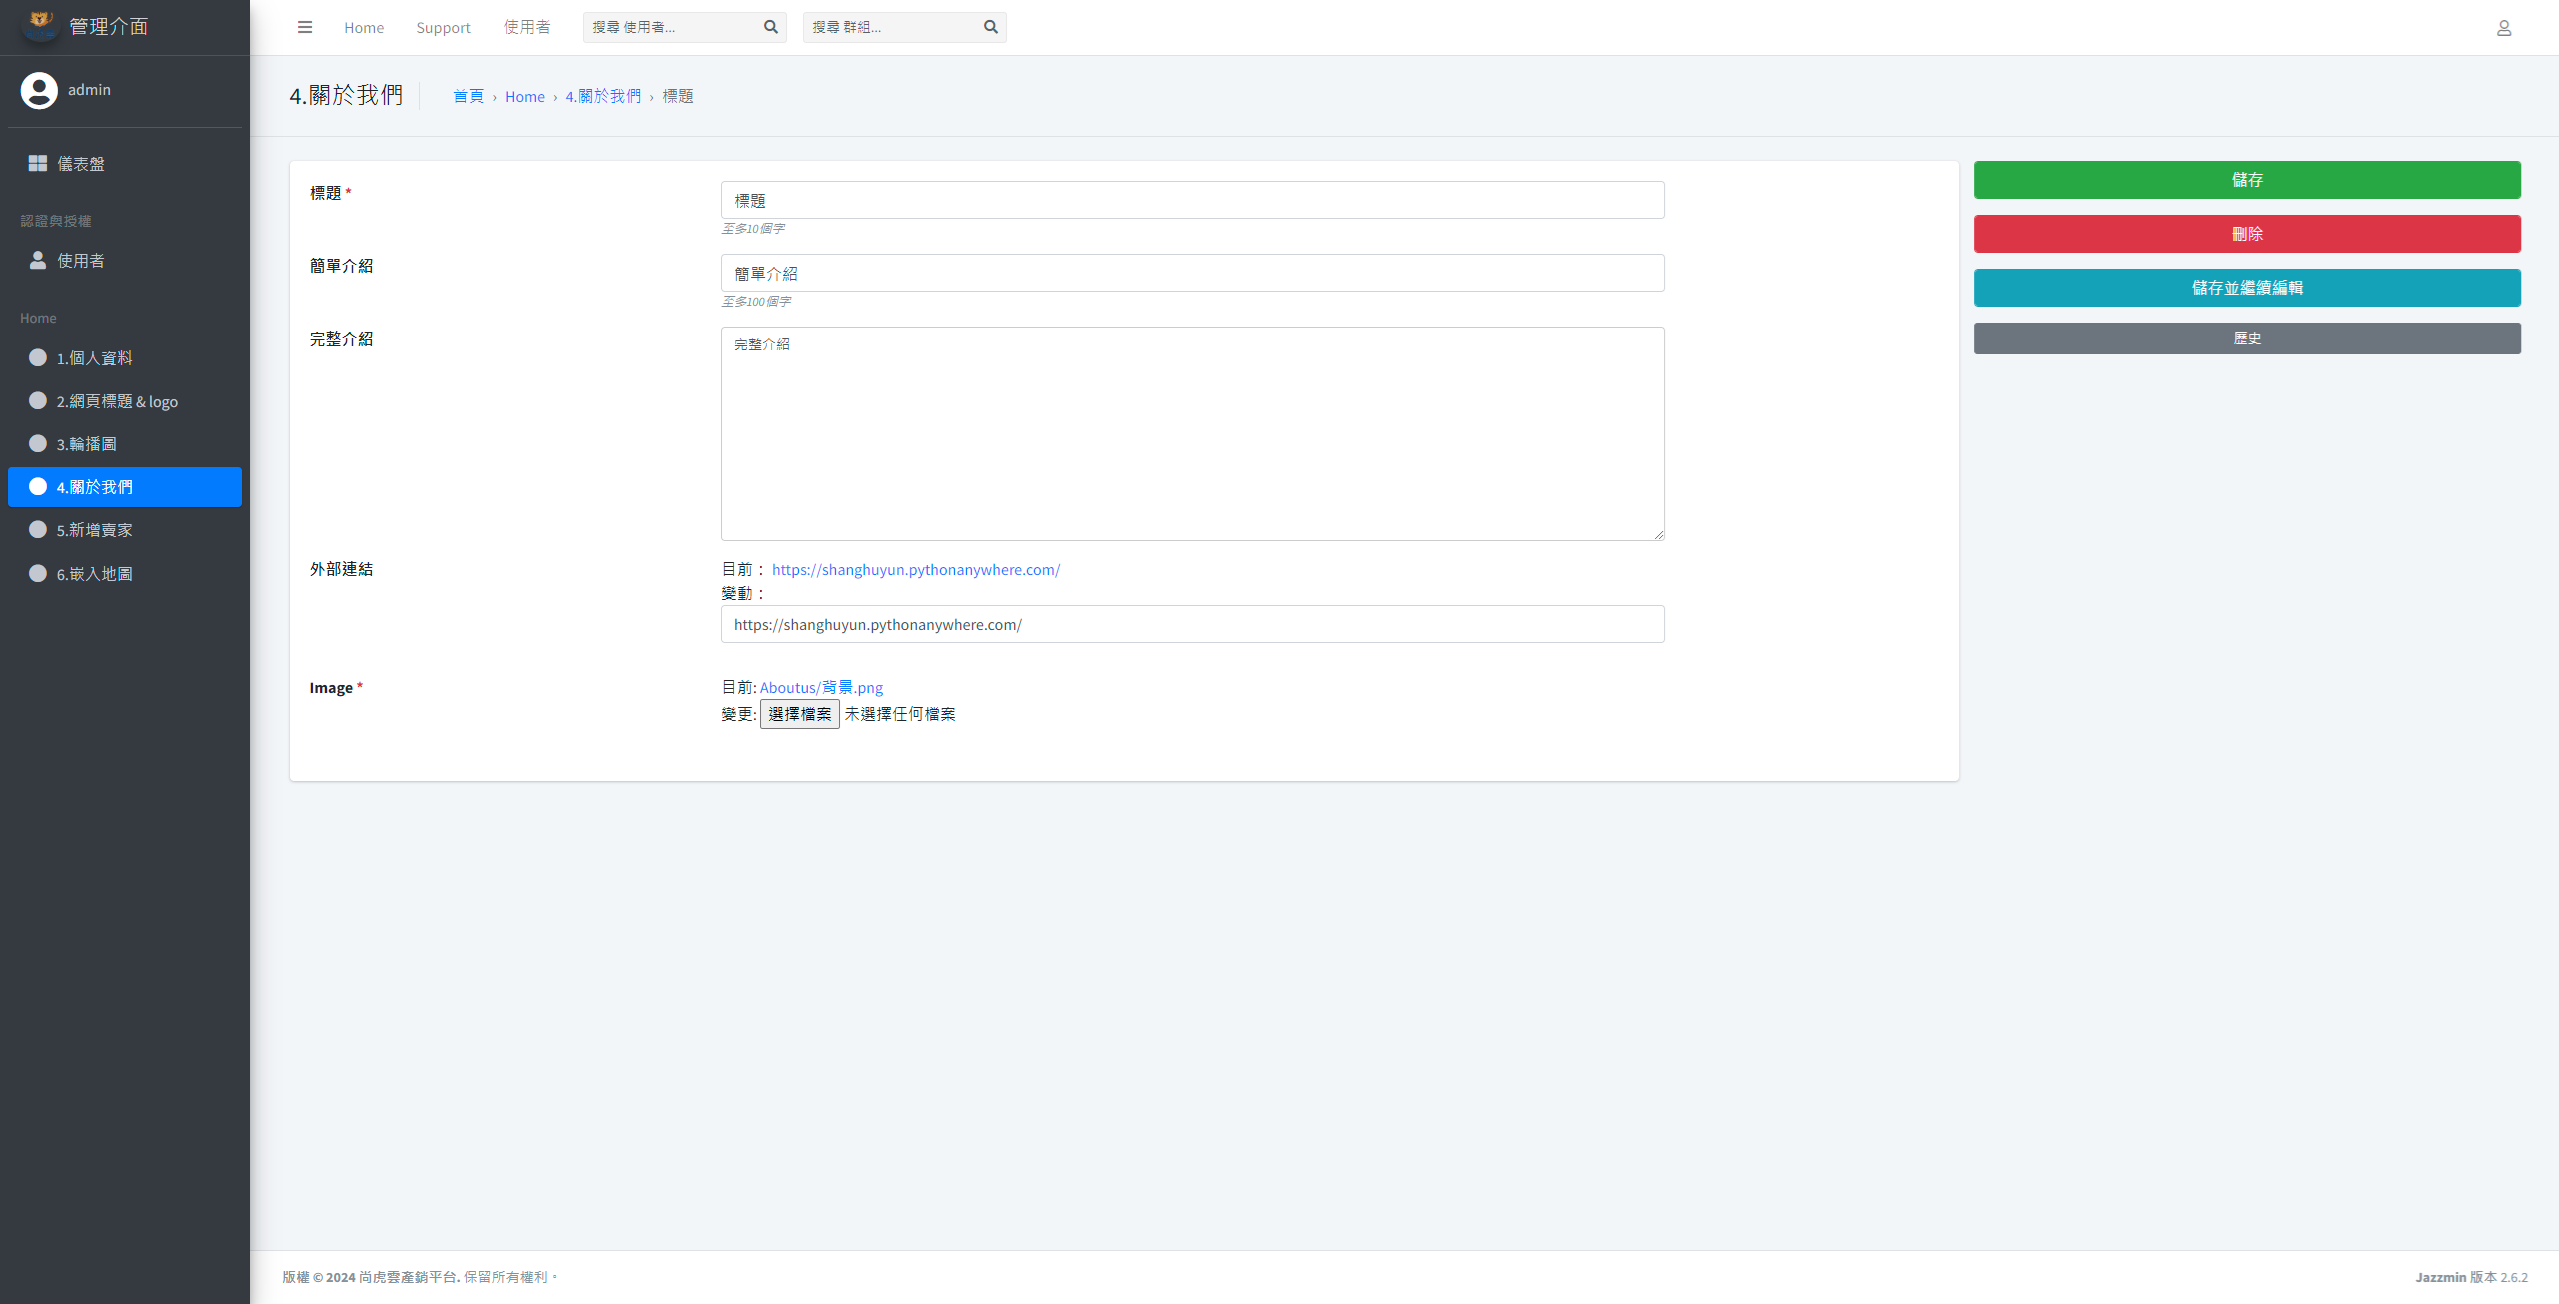 管理介面
admin
儀表盤
認證與授權
使用者
Home
1.個人資料
2.網頁標題 & logo
3.輪播圖
4.關於我們
5.新增賣家
6.嵌入地圖
Home Support 使用者 搜尋 使用者... 搜尋 群組...
4.關於我們 首頁 › Home › 4.關於我們 › 標題
標題 *
標題
至多10個字
簡單介紹
簡單介紹
至多100個字
完整介紹
完整介紹
外部連結
目前： https://shanghuyun.pythonanywhere.com/
變動：
https://shanghuyun.pythonanywhere.com/
Image *
目前: Aboutus/背景.png
變更: 選擇檔案 未選擇任何檔案
儲存
刪除
儲存並繼續編輯
歷史
版權 © 2024 尚虎雲產銷平台. 保留所有權利。
Jazzmin 版本 2.6.2